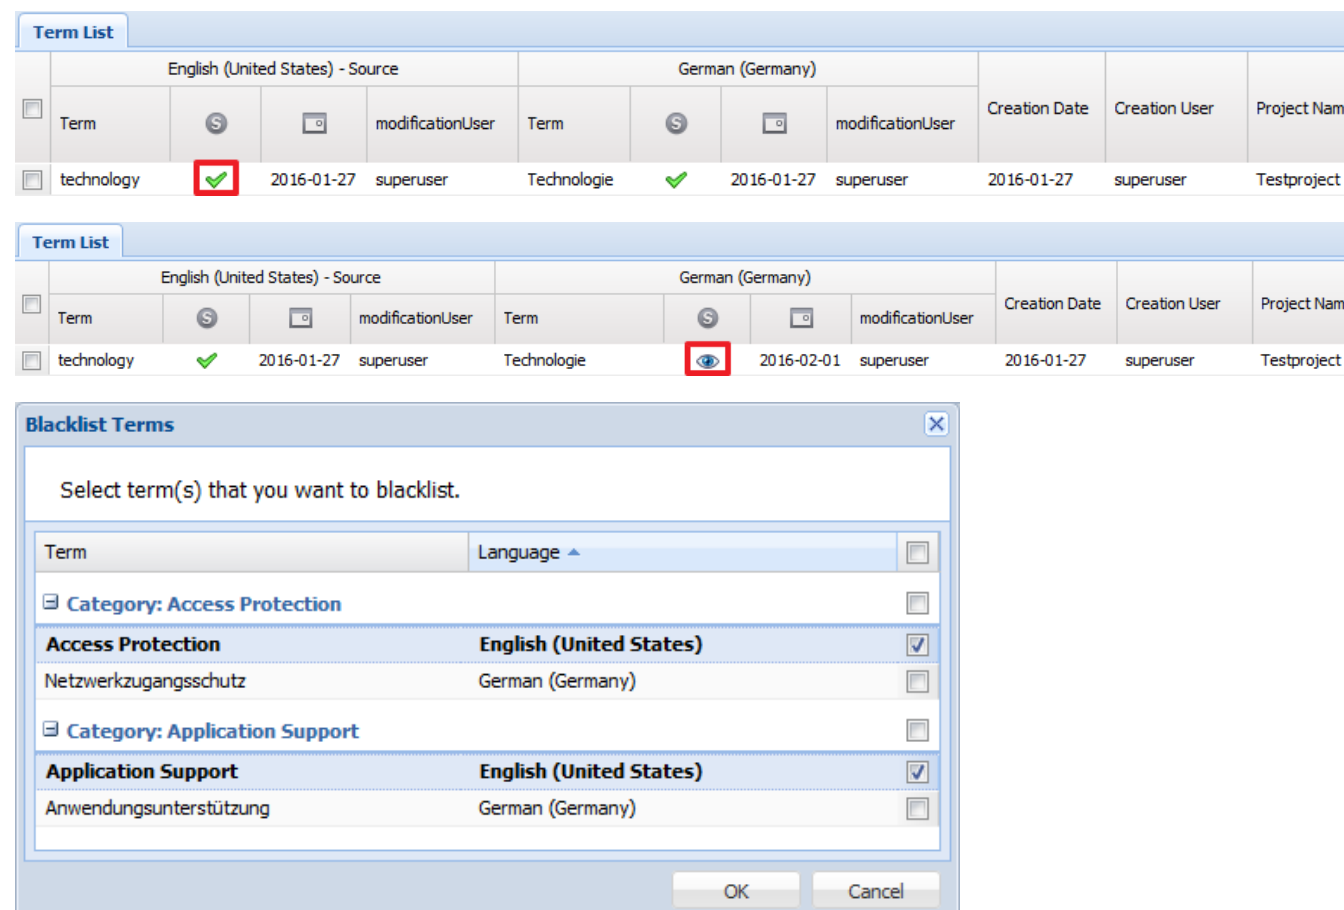 Term List
English (United States) - Source German (Germany)
Creation Date Creation User Project Nam
Term S modificationUser Term S modificationUser
technology 2016-01-27 superuser Technologie 2016-01-27 superuser 2016-01-27 superuser Testproject
Term List
English (United States) - Source German (Germany)
Creation Date Creation User Project Nam
Term S modificationUser Term S modificationUser
technology 2016-01-27 superuser Technologie 2016-02-01 superuser 2016-01-27 superuser Testproject
Blacklist Terms
Select term(s) that you want to blacklist.
Term Language
Category: Access Protection
Access Protection English (United States)
Netzwerkzugangsschutz German (Germany)
Category: Application Support
Application Support English (United States)
Anwendungsunterstützung German (Germany)
OK Cancel